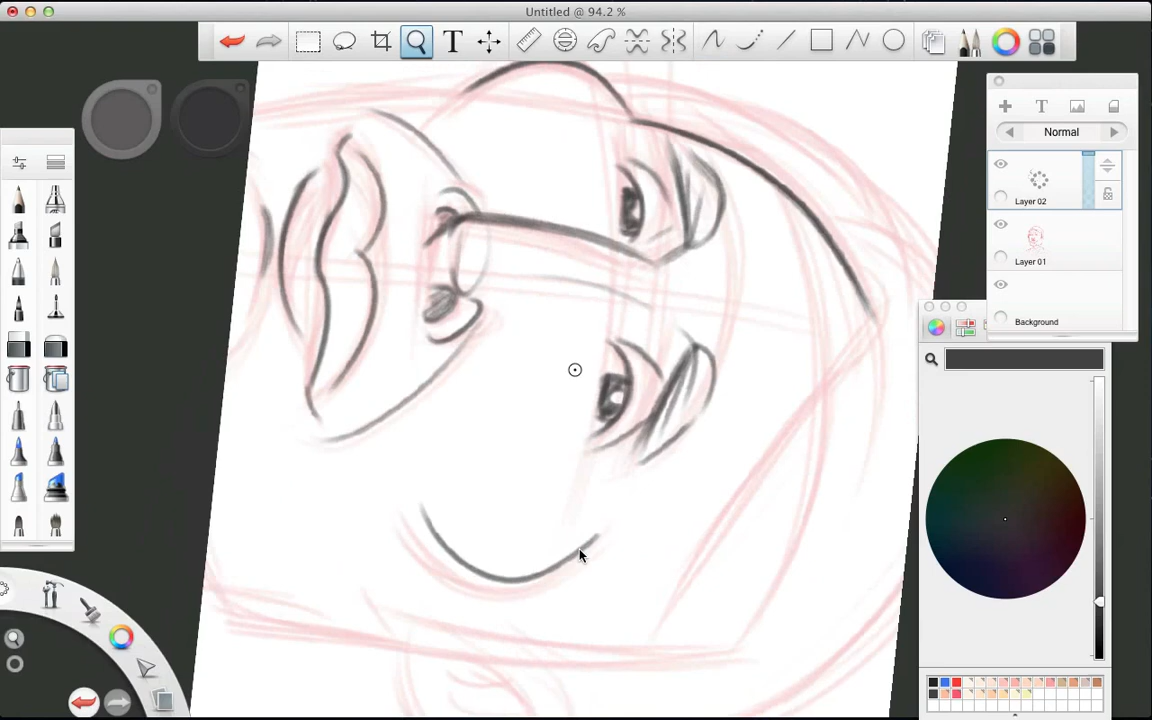 Untitled @ 94.2 %
T
T
Normal
Layer 02
Layer 01
Background